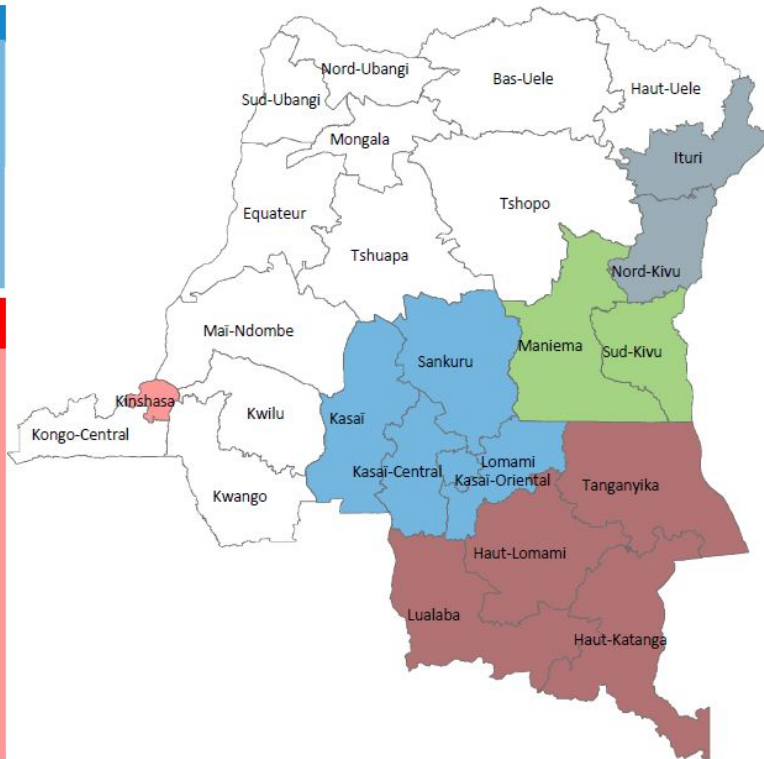 Nord-Ubangi
Bas-Uele
Haut-Uele
Sud-Ubangi
Mongala
Ituri
Tshopo
Equateur
Tshuapa
Nord-Kivu
Maï-Ndombe
Maniema
Sud-Kivu
Sankuru
Kinshasa
Kwilu
Kasaï
Kongo-Central
Lomami
Kasaï-Central
Kasaï-Oriental
Tanganyika
Kwango
Haut-Lomami
Lualaba
Haut-Katanga